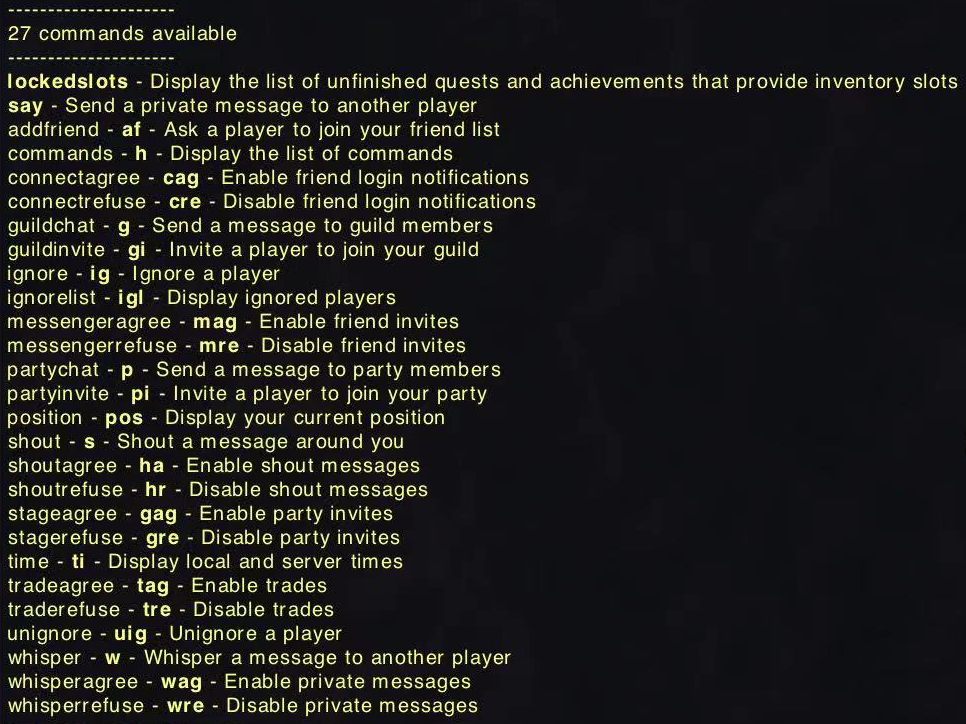 ---------------------
27 commands available
---------------------
lockedslots - Display the list of unfinished quests and achievements that provide inventory slots
say - Send a private message to another player
addfriend - af - Ask a player to join your friend list
commands - h - Display the list of commands
connectagree - cag - Enable friend login notifications
connectrefuse - cre - Disable friend login notifications
guildchat - g - Send a message to guild members
guildinvite - gi - Invite a player to join your guild
ignore - ig - Ignore a player
ignorelist - igl - Display ignored players
messengeragree - mag - Enable friend invites
messengerrefuse - mre - Disable friend invites
partychat - p - Send a message to party members
partyinvite - pi - Invite a player to join your party
position - pos - Display your current position
shout - s - Shout a message around you
shoutagree - ha - Enable shout messages
shoutrefuse - hr - Disable shout messages
stageagree - gag - Enable party invites
stagerefuse - gre - Disable party invites
time - ti - Display local and server times
tradeagree - tag - Enable trades
traderefuse - tre - Disable trades
unignore - uig - Unignore a player
whisper - w - Whisper a message to another player
whisperagree - wag - Enable private messages
whisperrefuse - wre - Disable private messages